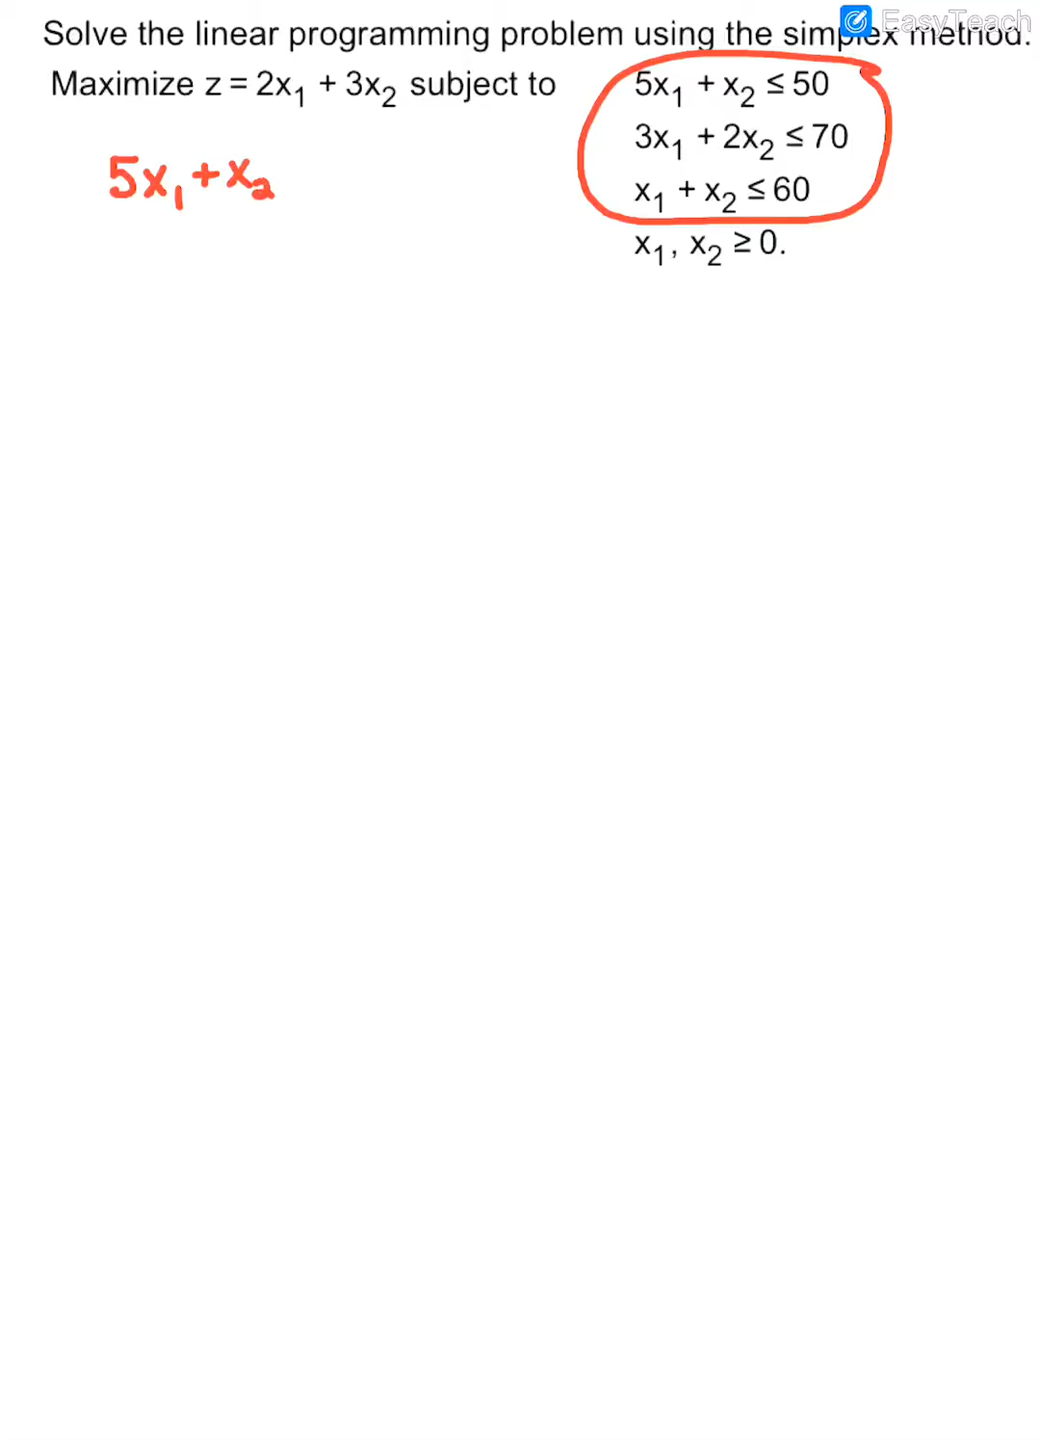 EasyTeach
Solve the linear programming problem using the simplex method.
Maximize z = 2x₁ + 3x₂ subject to 5x₁ + x₂ ≤ 50
3x₁ + 2x₂ ≤ 70
x₁ + x₂ ≤ 60
x₁, x₂ ≥ 0.
5x₁ + x₂